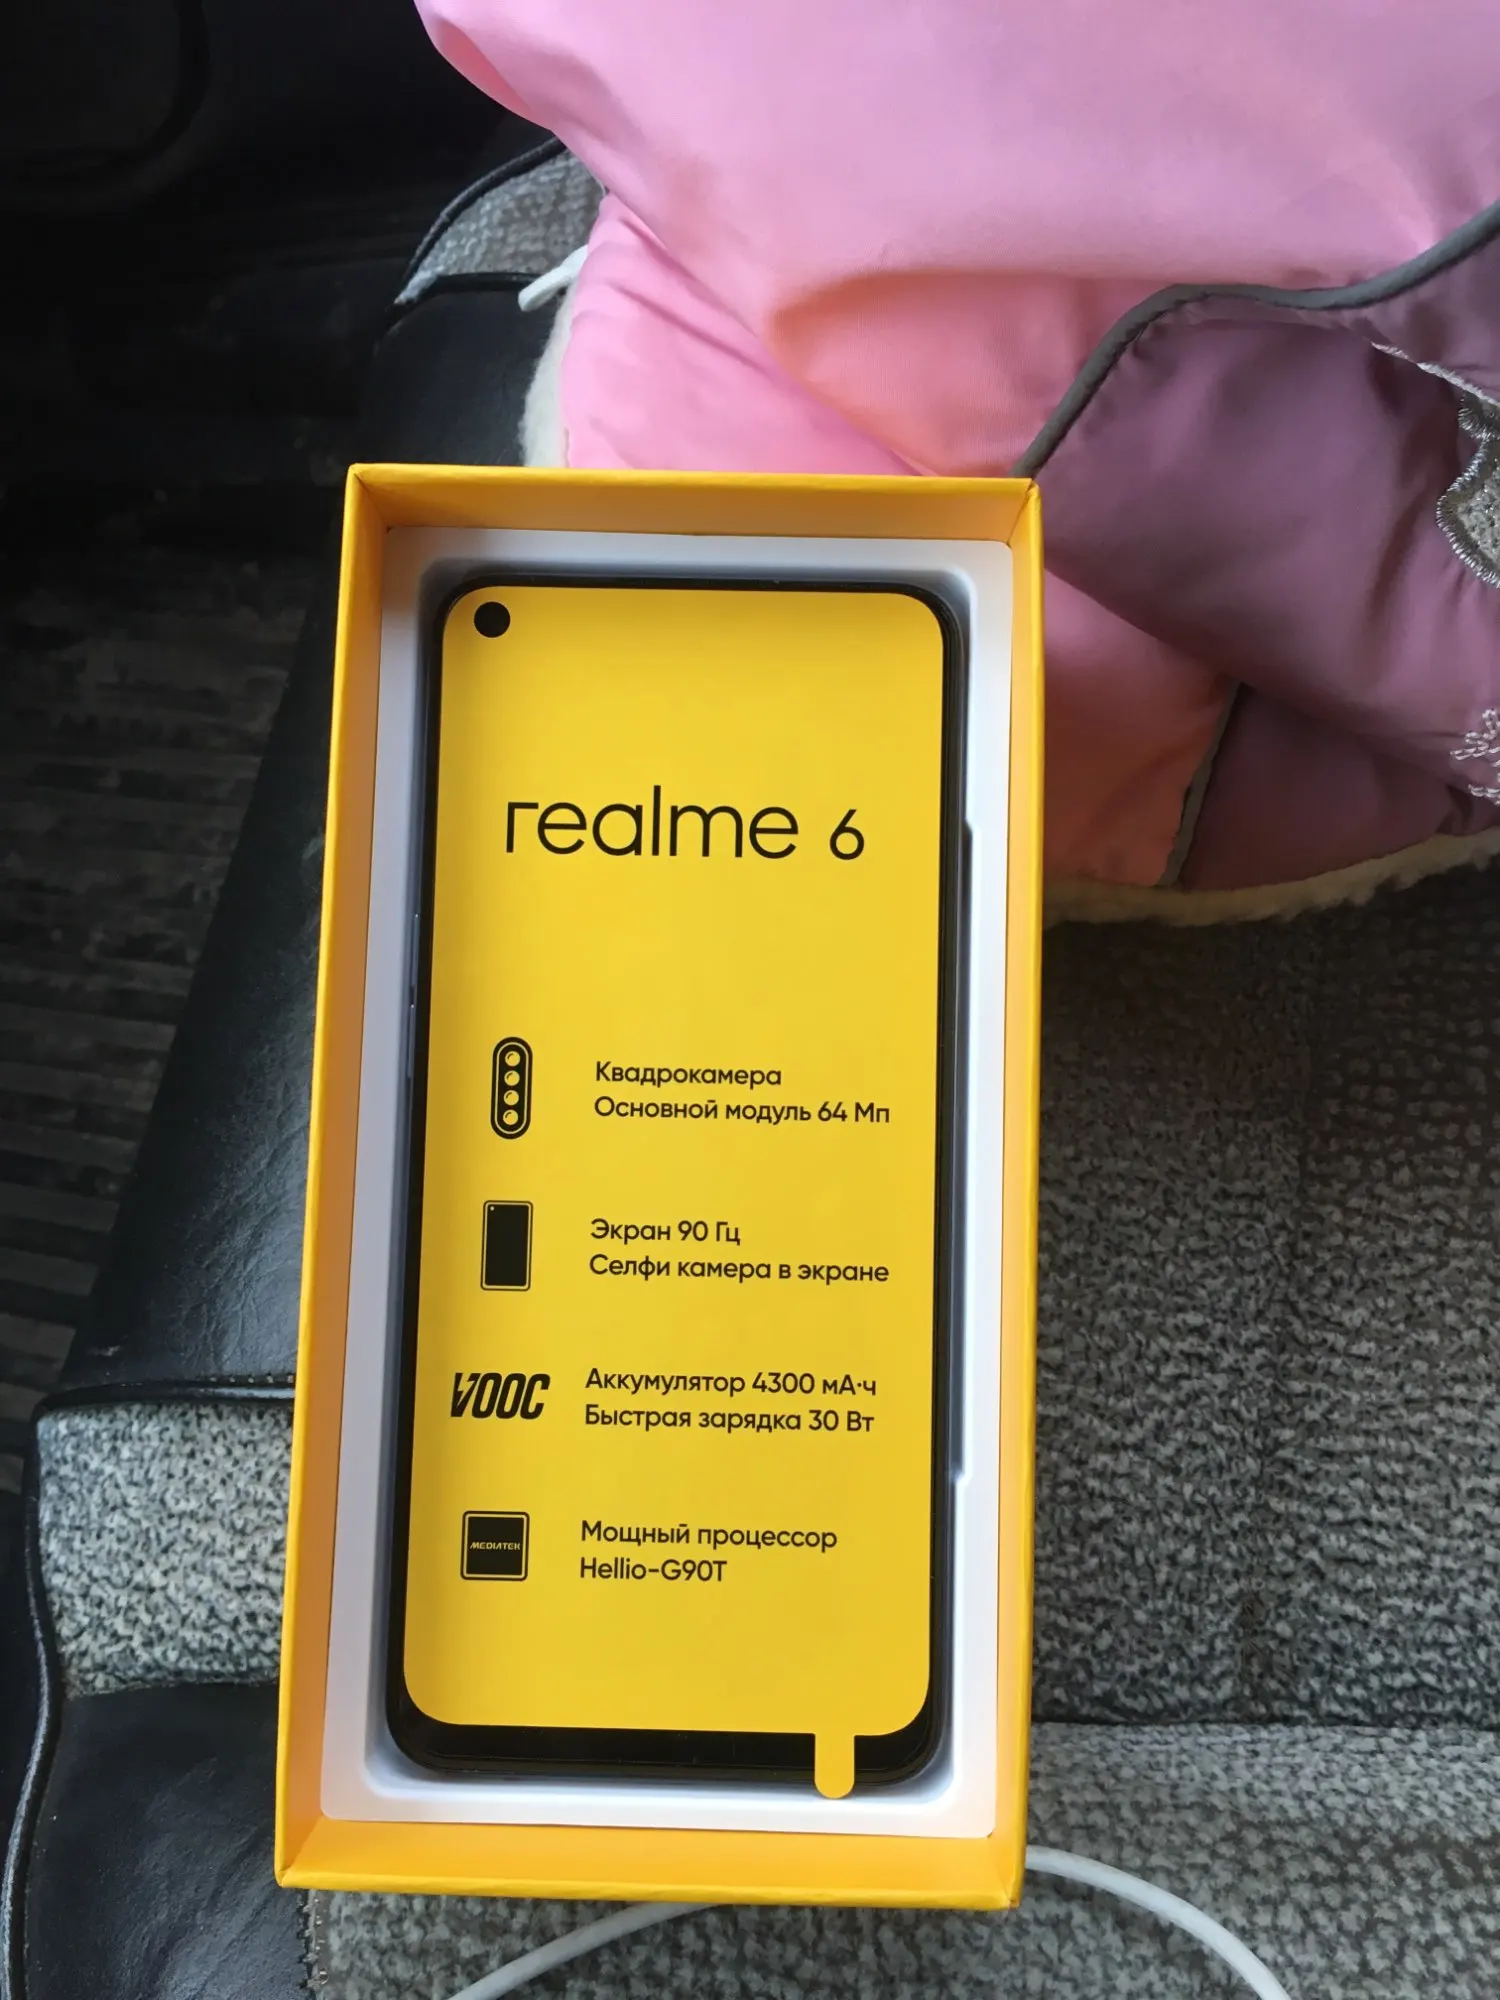 realme 6
Квадрокамера
Основной модуль 64 Мп
Экран 90 Гц
Селфи камера в экране
VOOC
Аккумулятор 4300 мА·ч
Быстрая зарядка 30 Вт
MEDIATEK
Мощный процессор
Hellio-G90T